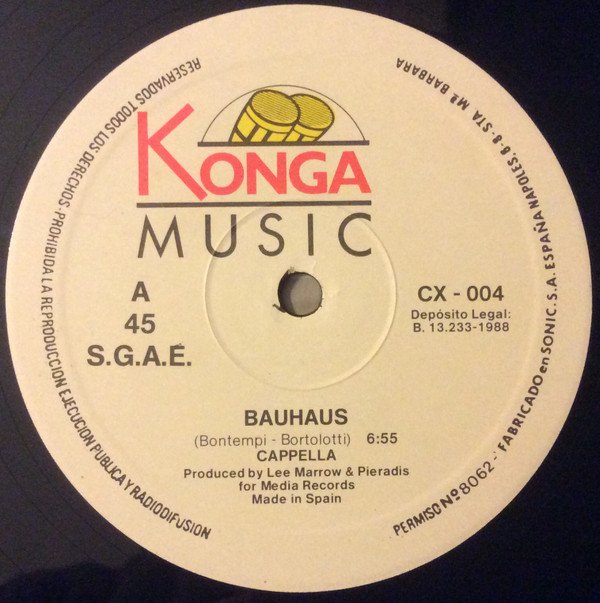 KONGA
MUSIC
A
45
S.G.A.E.
CX - 004
Depósito Legal:
B. 13.233-1988
BAUHAUS
(Bontempi - Bortolotti) 6:55
CAPPELLA
Produced by Lee Marrow & Pieradis
for Media Records
Made in Spain
RESERVADOS TODOS LOS DERECHOS: PROHIBIDA LA REPRODUCCION EJECUCION PUBLICA Y RADIODIFUSION
PERMISO Nº 8062 - FABRICADO en SONIC. S.A. ESPAÑA NAPOLES, 8 - STA Mª BARBARA